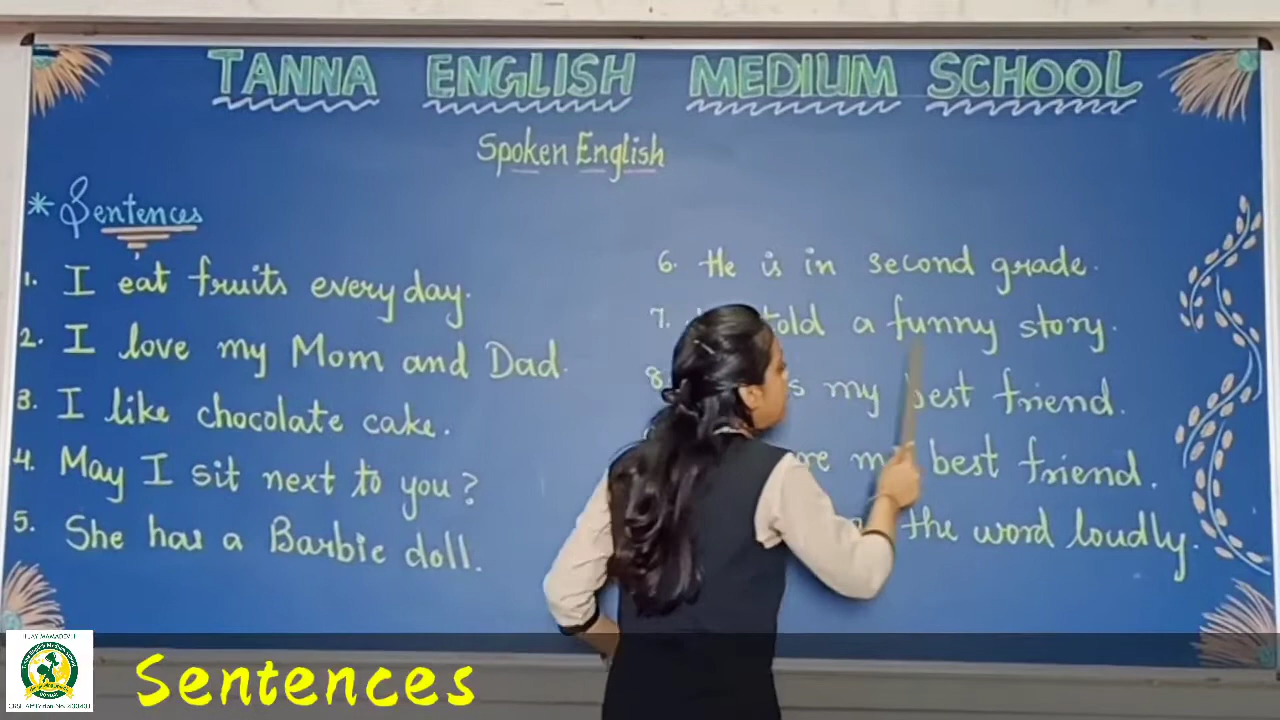 TANNA ENGLISH MEDIUM SCHOOL
Spoken English
* Sentences
1. I eat fruits everyday.
2. I love my Mom and Dad.
3. I like chocolate cake.
4. May I sit next to you?
5. She has a Barbie doll.
6. He is in second grade.
7. told a funny story.
8. my best friend.
best friend.
the word loudly.
Sentences